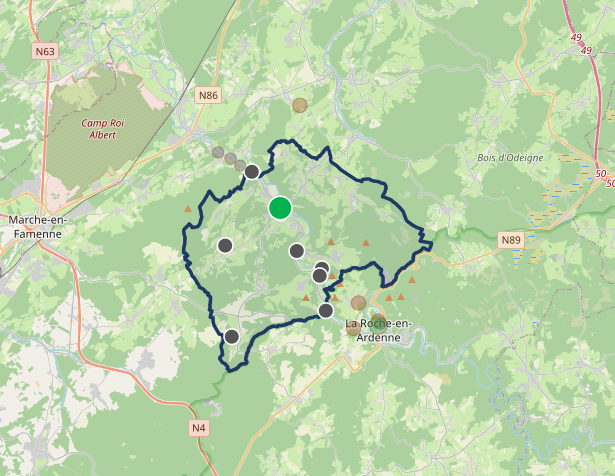 N63
49
49
N86
Camp Roi
Albert
Bois d'Odeigne
50
50
Marche-en-
Famenne
N89
La Roche-en-
Ardenne
N4